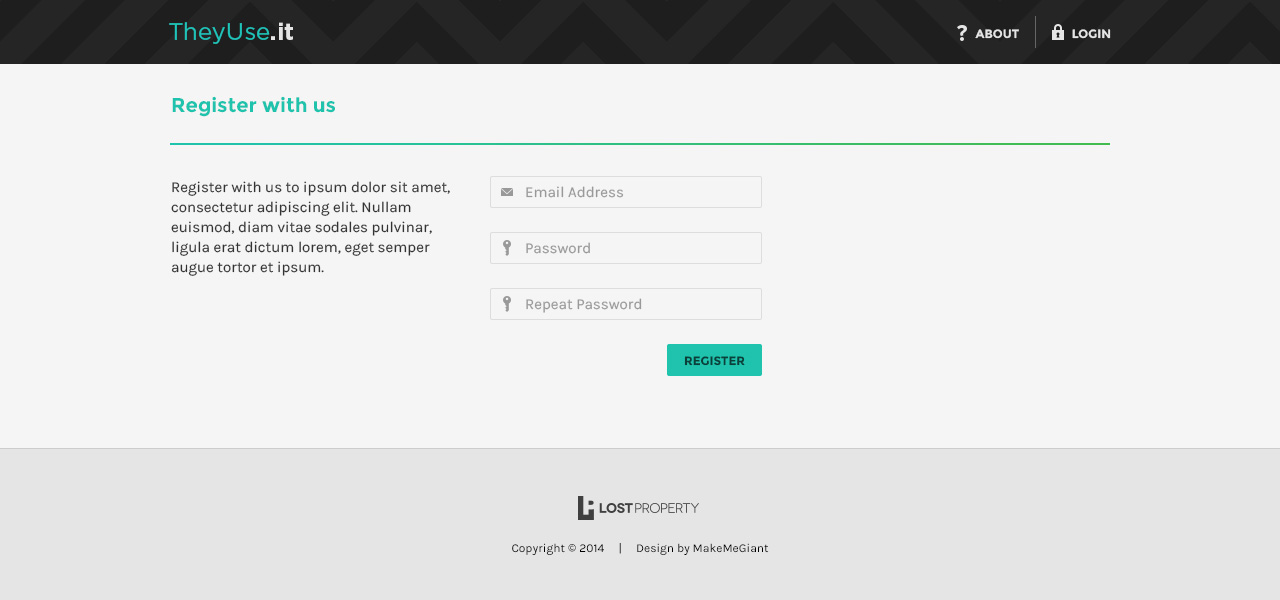 TheyUse.it
? ABOUT
LOGIN
Register with us
Register with us to ipsum dolor sit amet,
consectetur adipiscing elit. Nullam
euismod, diam vitae sodales pulvinar,
ligula erat dictum lorem, eget semper
augue tortor et ipsum.
Email Address
Password
Repeat Password
REGISTER
LOSTPROPERTY
Copyright © 2014 | Design by MakeMeGiant